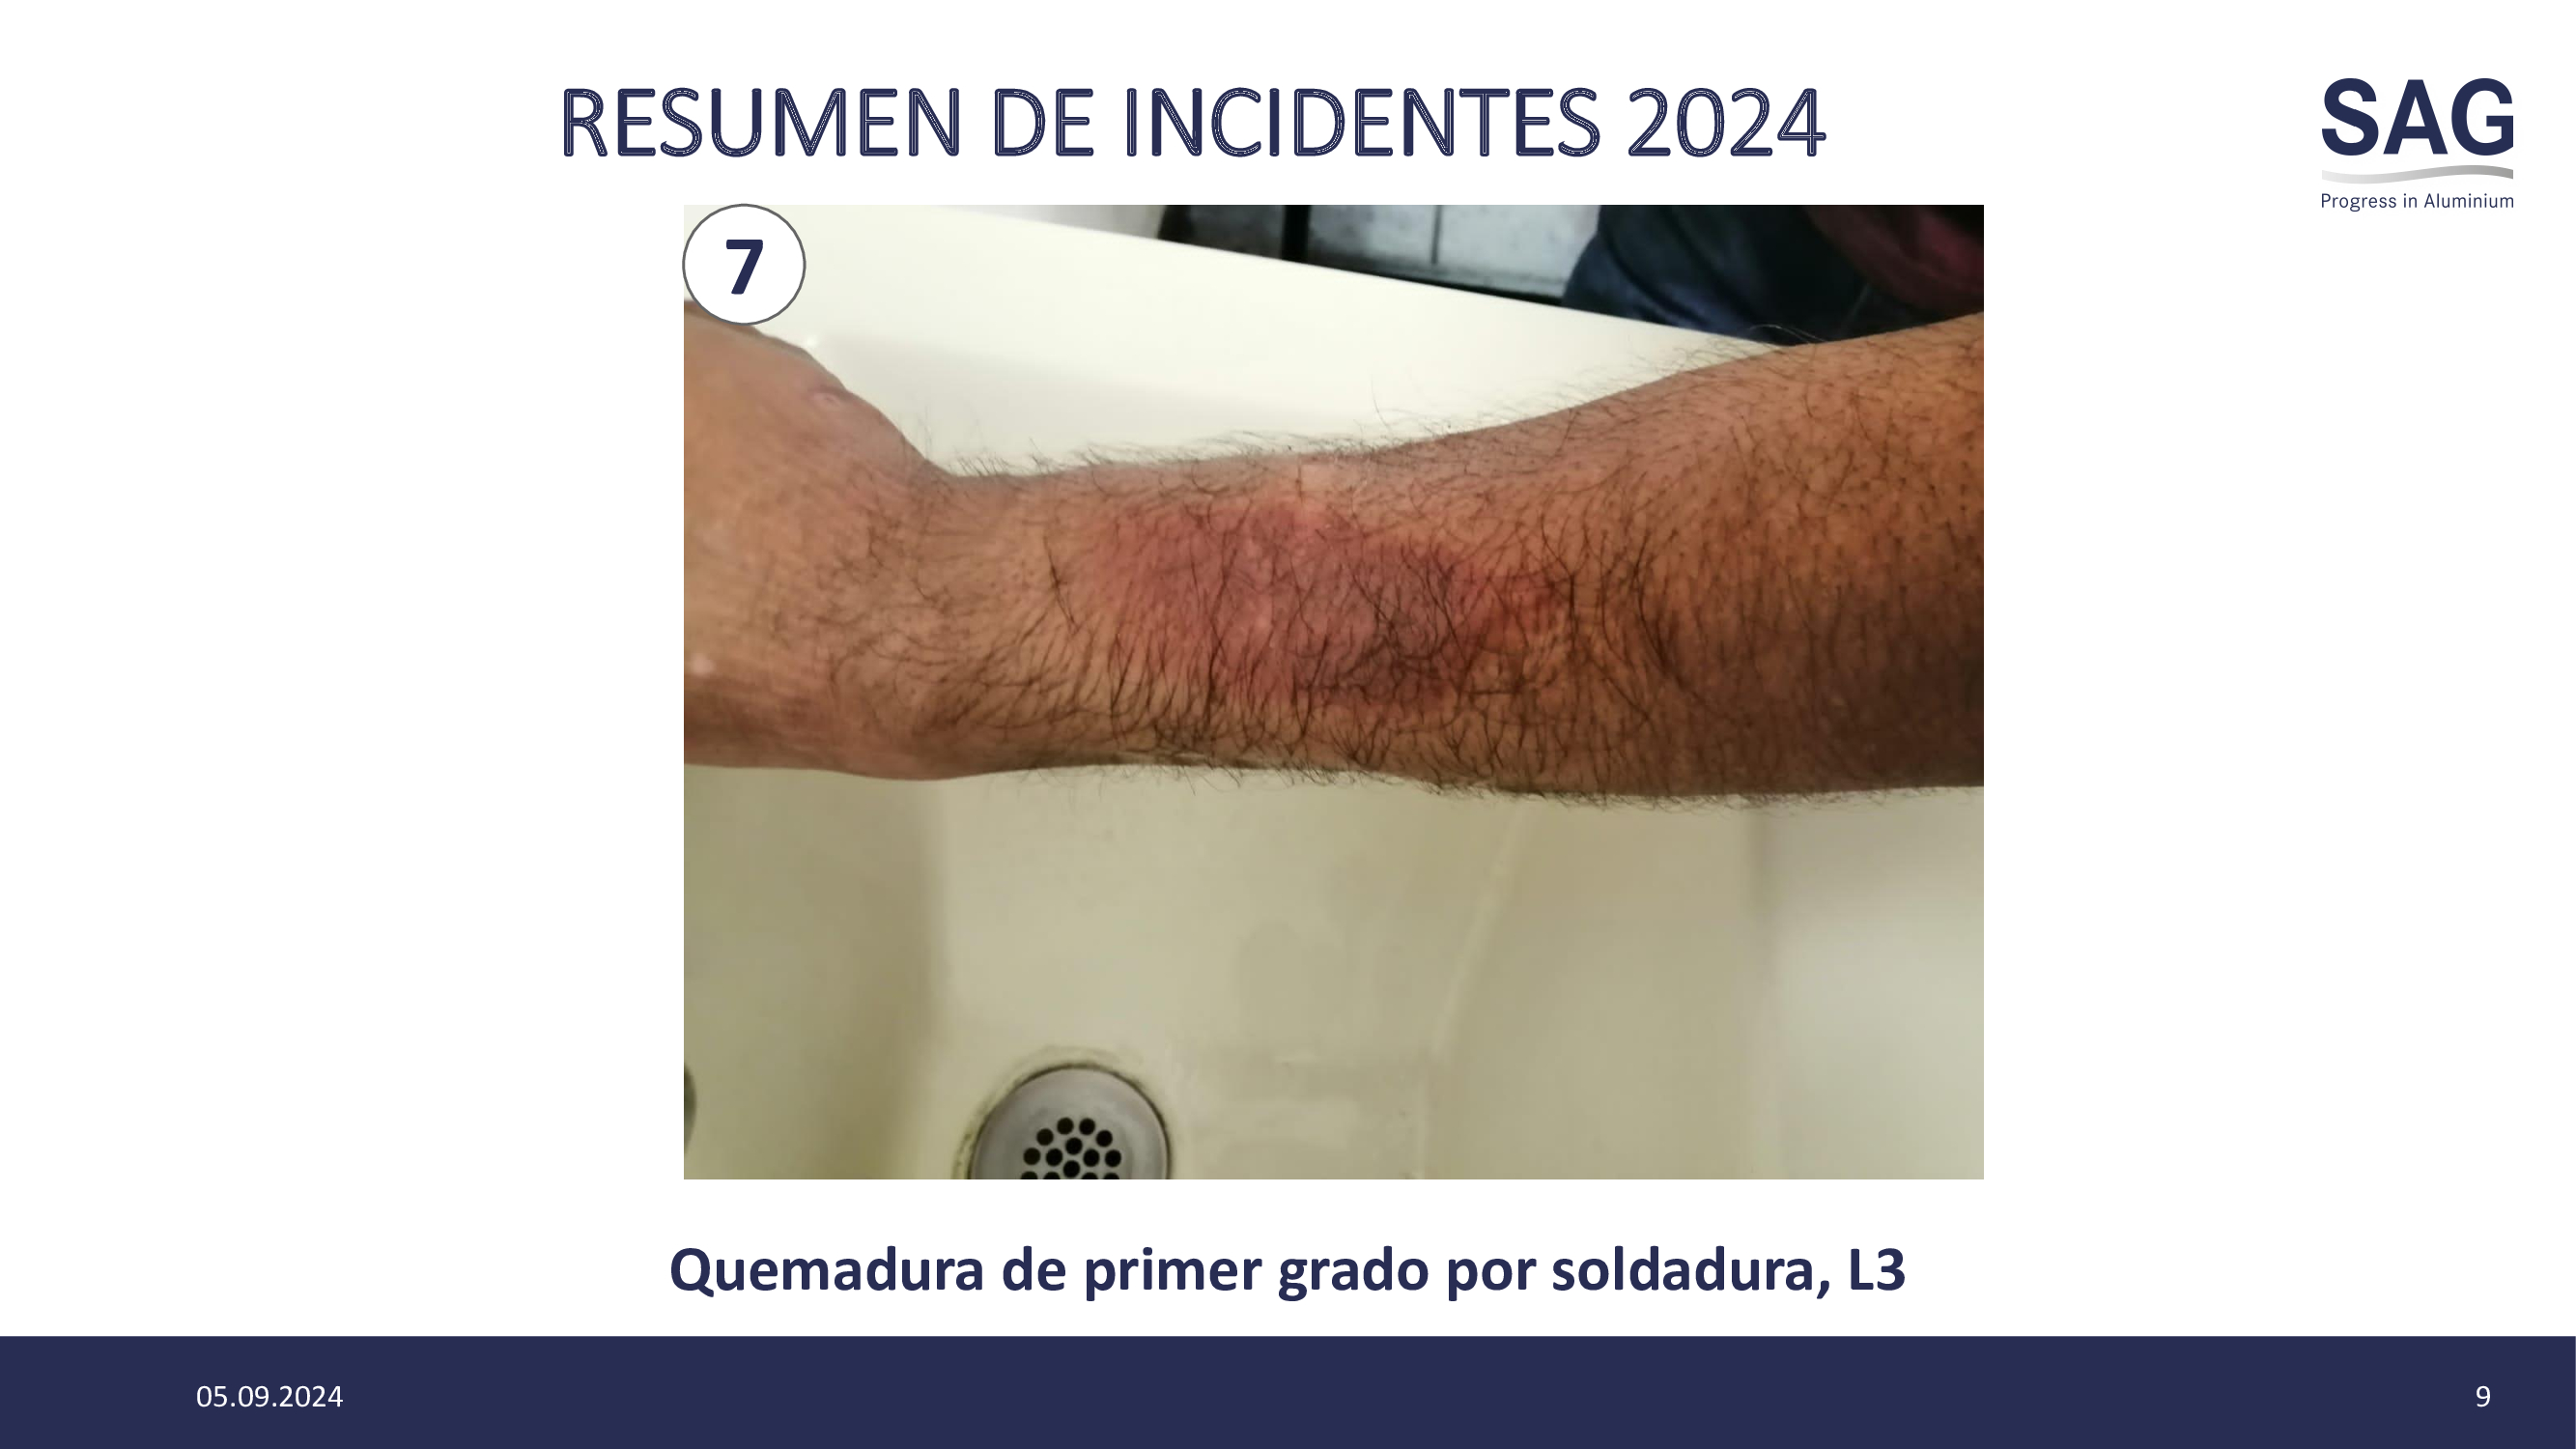 RESUMEN DE INCIDENTES 2024
SAG
Progress in Aluminium
7
Quemadura de primer grado por soldadura, L3
05.09.2024
9